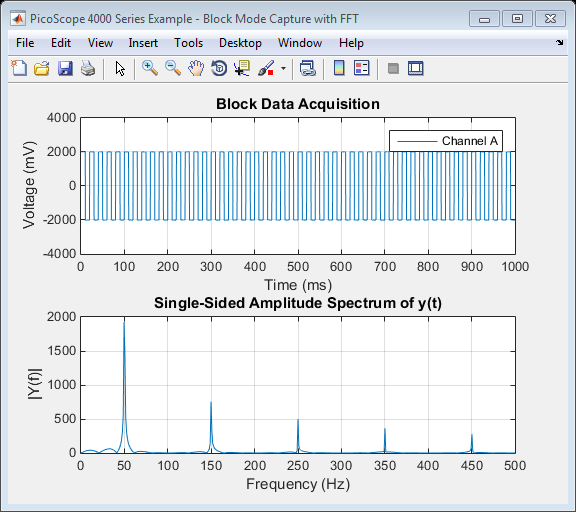 PicoScope 4000 Series Example - Block Mode Capture with FFT
File Edit View Insert Tools Desktop Window Help
Block Data Acquisition
4000
2000
0
-2000
-4000
Voltage (mV)
Channel A
0 100 200 300 400 500 600 700 800 900 1000
Time (ms)
Single-Sided Amplitude Spectrum of y(t)
2000
1500
1000
500
0
|Y(f)|
0 50 100 150 200 250 300 350 400 450 500
Frequency (Hz)